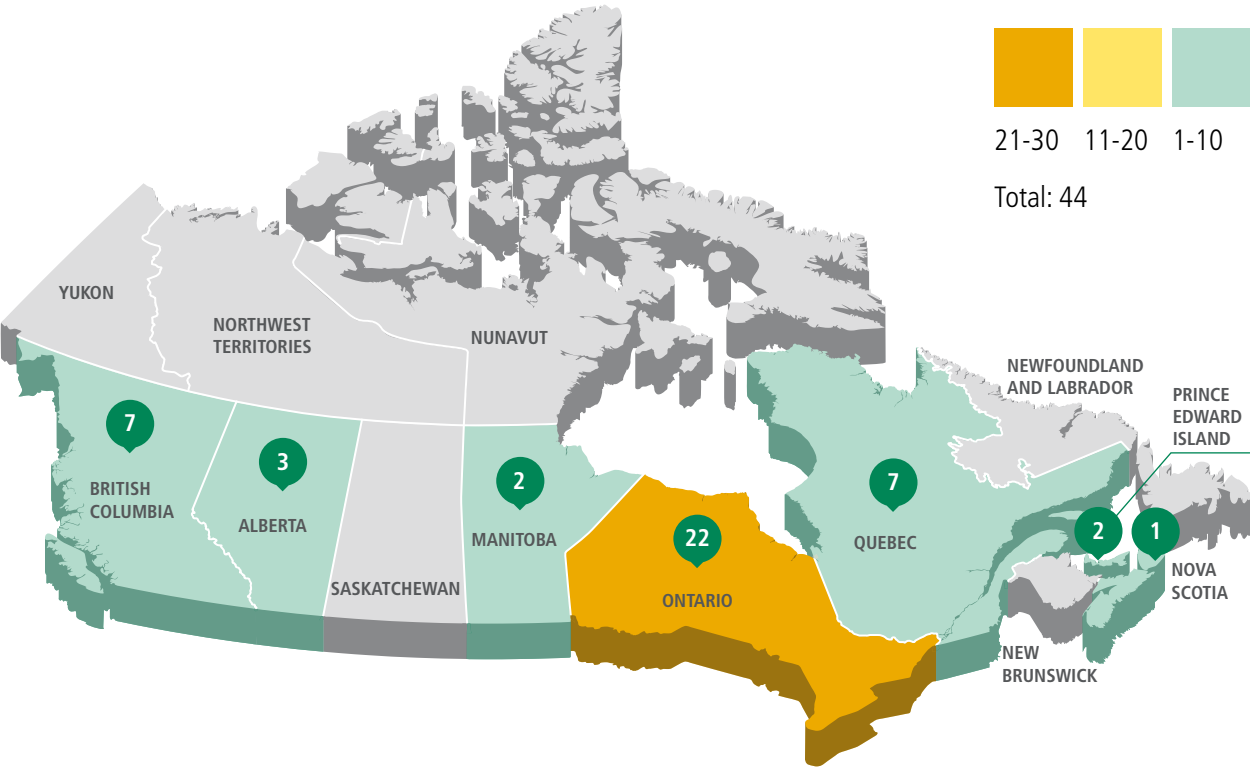 21-30 11-20 1-10
Total: 44
YUKON
NORTHWEST
TERRITORIES
NUNAVUT
NEWFOUNDLAND
AND LABRADOR
PRINCE
EDWARD
ISLAND
7
BRITISH
COLUMBIA
3
ALBERTA
SASKATCHEWAN
2
MANITOBA
22
ONTARIO
7
QUEBEC
2
1
NOVA
SCOTIA
NEW
BRUNSWICK